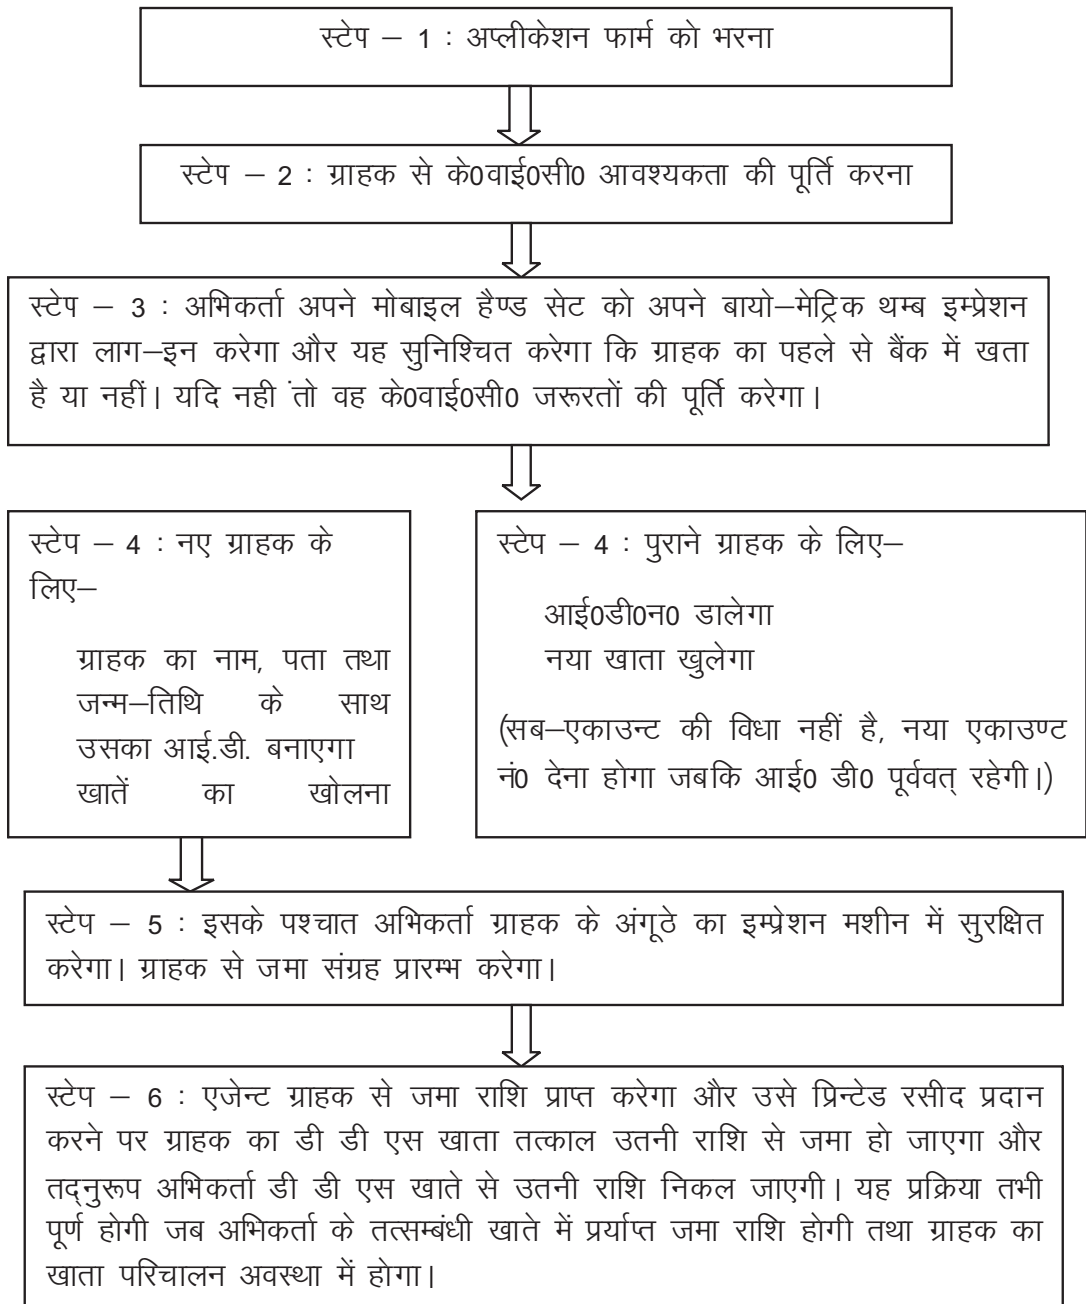 स्टेप – 1 : अप्लीकेशन फार्म को भरना
स्टेप – 2 : ग्राहक से के0वाई0सी0 आवश्यकता की पूर्ति करना
स्टेप – 3 : अभिकर्ता अपने मोबाइल हैण्ड सेट को अपने बायो–मेट्रिक थम्ब इम्प्रेशन
द्वारा लाग–इन करेगा और यह सुनिश्चित करेगा कि ग्राहक का पहले से बैंक में खता
है या नहीं। यदि नही ंतो वह के0वाई0सी0 जरूरतों की पूर्ति करेगा।
स्टेप – 4 : नए ग्राहक के
लिए–
ग्राहक का नाम, पता तथा
जन्म–तिथि के साथ
उसका आई.डी. बनाएगा
खातें का खोलना
स्टेप – 4 : पुराने ग्राहक के लिए–
आई0डी0न0 डालेगा
नया खाता खुलेगा
(सब–एकाउन्ट की विधा नहीं है, नया एकाउण्ट
नं0 देना होगा जबकि आई0 डी0 पूर्ववत् रहेगी।)
स्टेप – 5 : इसके पश्चात अभिकर्ता ग्राहक के अंगूठे का इम्प्रेशन मशीन में सुरक्षित
करेगा। ग्राहक से जमा संग्रह प्रारम्भ करेगा।
स्टेप – 6 : एजेन्ट ग्राहक से जमा राशि प्राप्त करेगा और उसे प्रिन्टेड रसीद प्रदान
करने पर ग्राहक का डी डी एस खाता तत्काल उतनी राशि से जमा हो जाएगा और
तद्नुरूप अभिकर्ता डी डी एस खाते से उतनी राशि निकल जाएगी। यह प्रक्रिया तभी
पूर्ण होगी जब अभिकर्ता के तत्सम्बंधी खाते में प्रर्याप्त जमा राशि होगी तथा ग्राहक का
खाता परिचालन अवस्था में होगा।